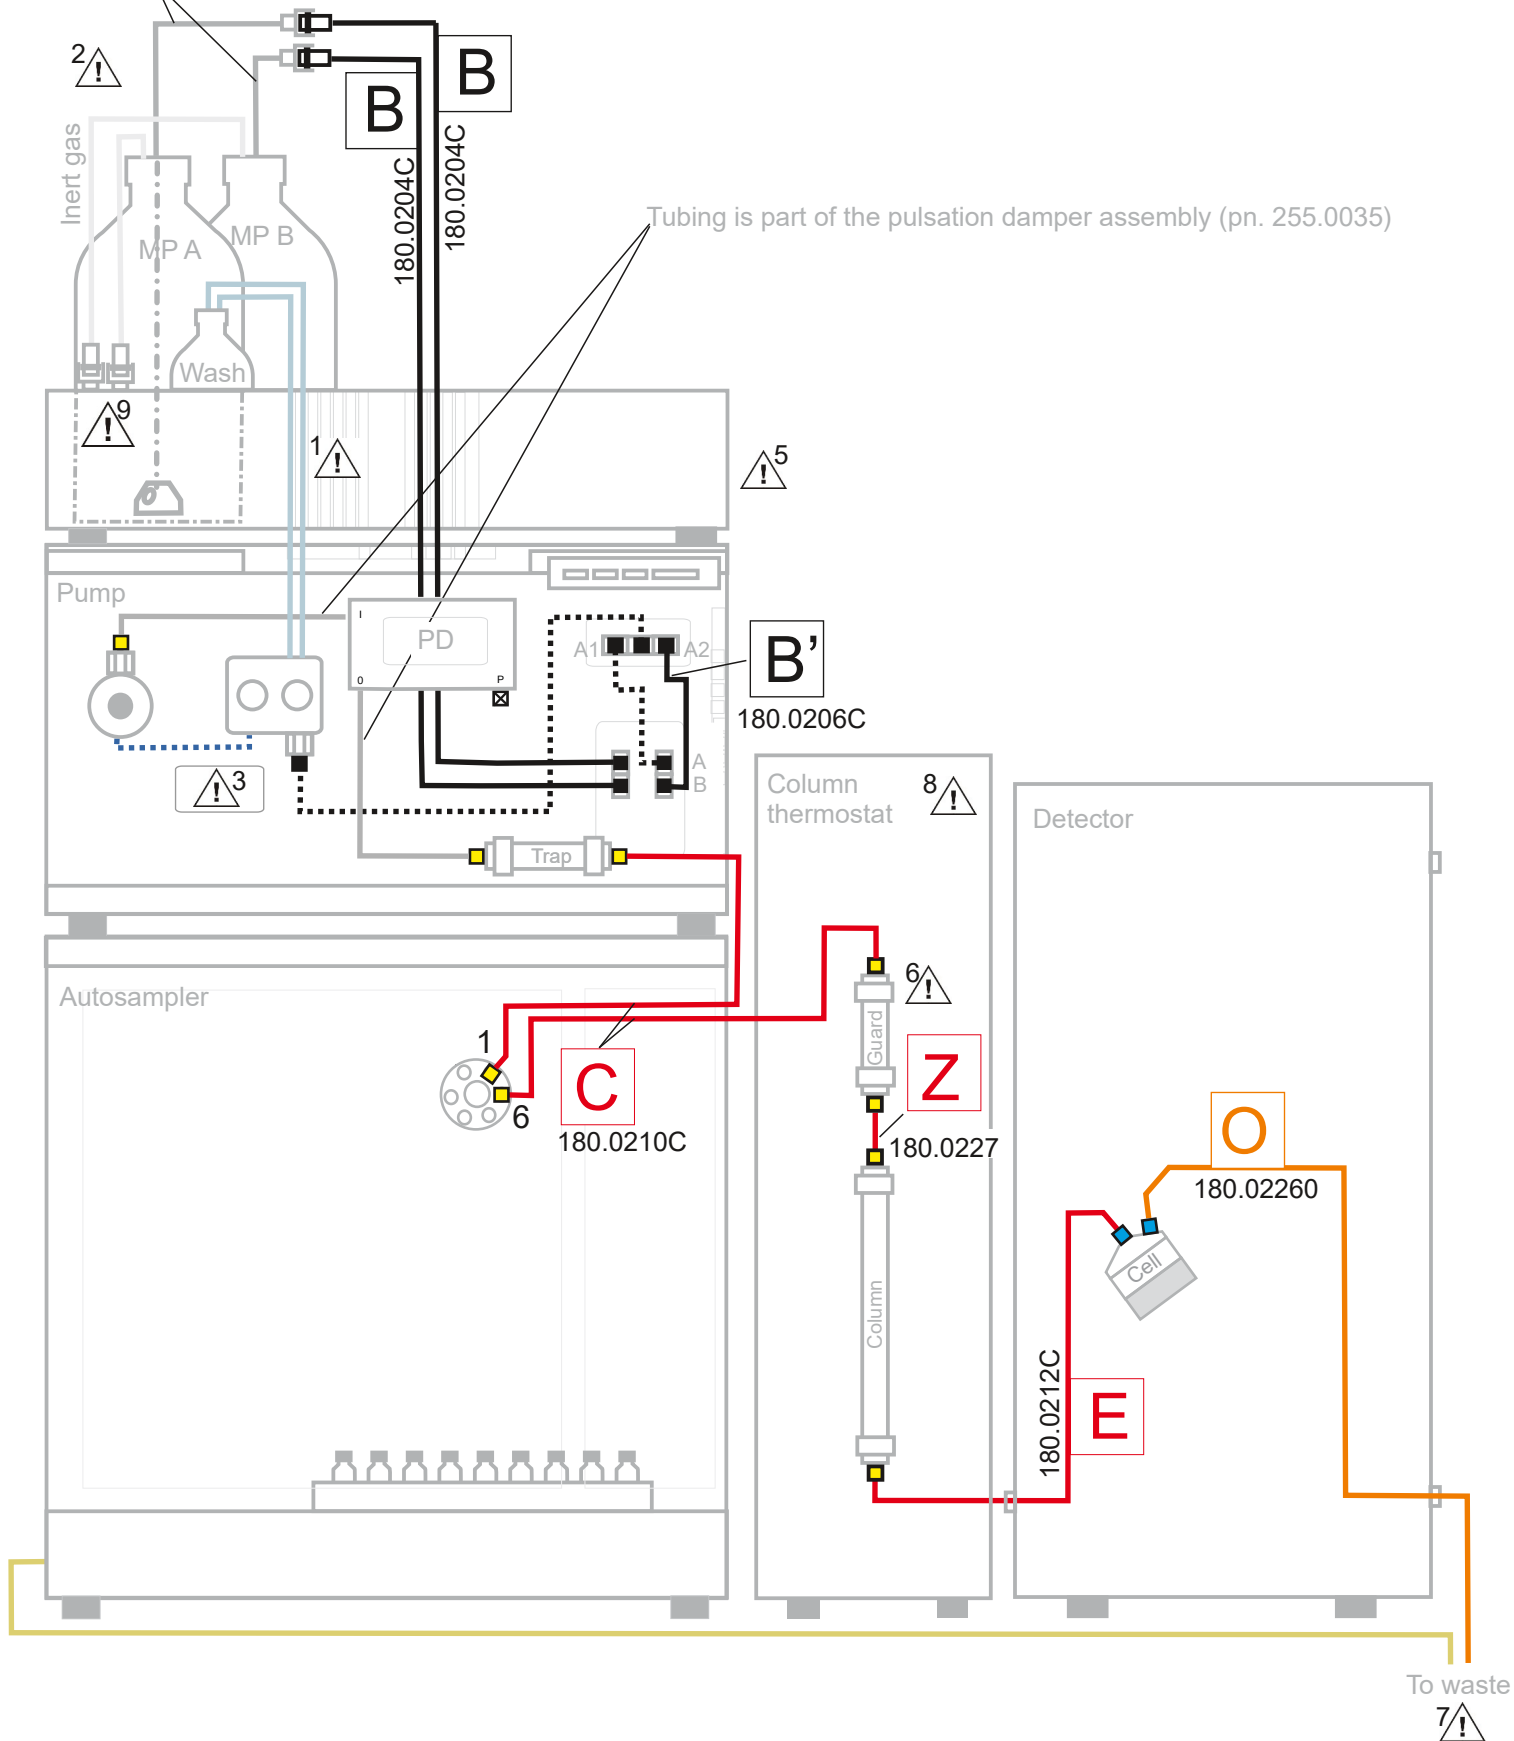 2
!
B
B
180.0204C
180.0204C
Inert gas
MP A
MP B
Tubing is part of the pulsation damper assembly (pn. 255.0035)
Wash
9
!
1
!
5
!
Pump
I
PD
0
P
A1
A2
B’
180.0206C
A
B
3
!
Trap
Column
thermostat
8
!
Detector
Autosampler
6
!
Guard
1
6
C
180.0210C
Z
180.0227
O
180.02260
Cell
Column
180.0212C
E
To waste
7
!